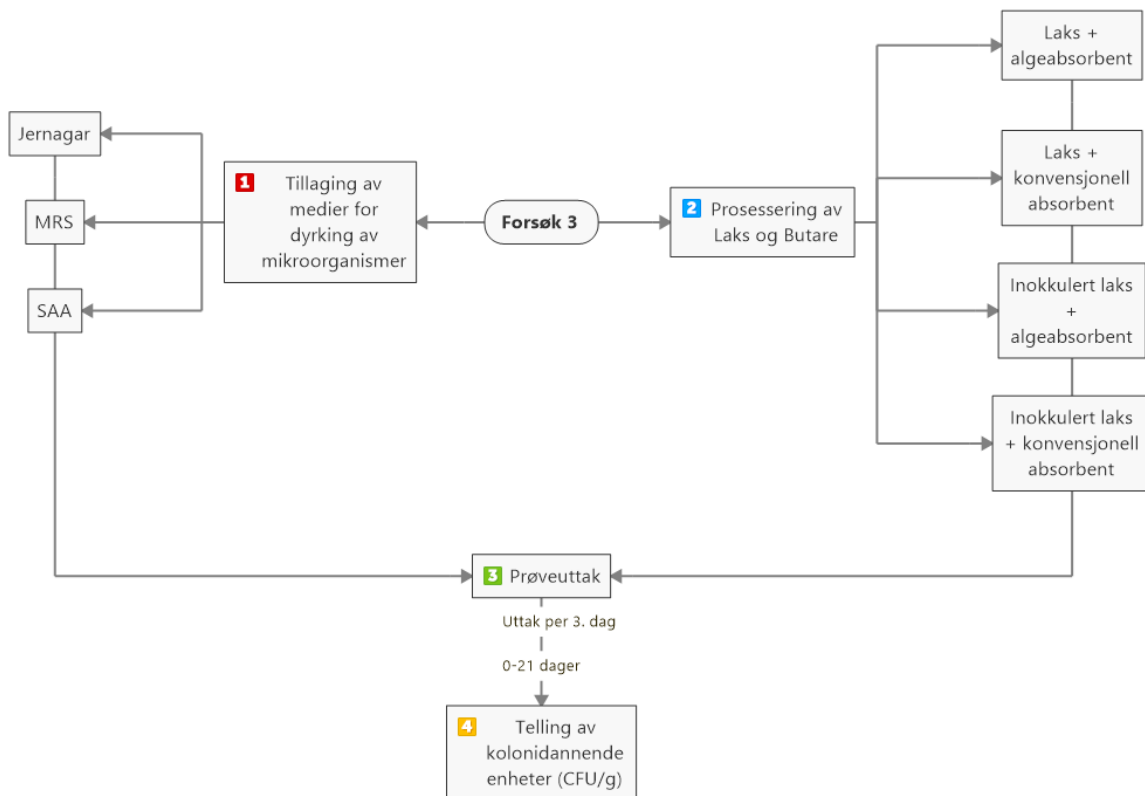 Laks +
algeabsorbent
Jernagar
MRS
SAA
1 Tillaging av
medier for
dyrking av
mikroorganismer
Forsøk 3
2 Prosessering av
Laks og Butare
Laks +
konvensjonell
absorbent
Inokkulert laks
+
algeabsorbent
Inokkulert laks
+ konvensjonell
absorbent
3 Prøveuttak
Uttak per 3. dag
0-21 dager
4 Telling av
kolonidannende
enheter (CFU/g)